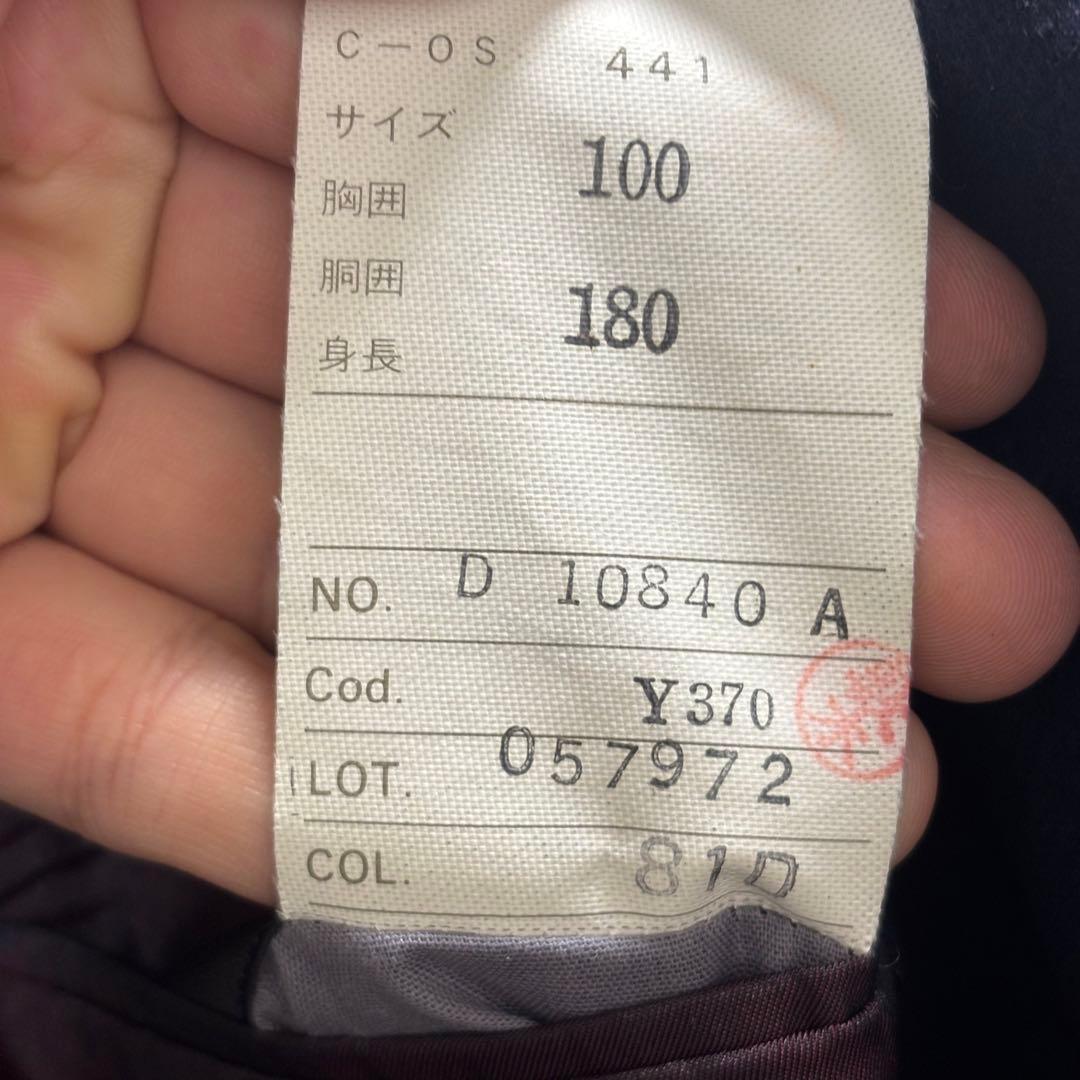 C－OS 441
サイズ
100
胸囲
胴囲
180
身長
NO. D 10840 A
Cod. Y370
LOT. 057972
COL. 810